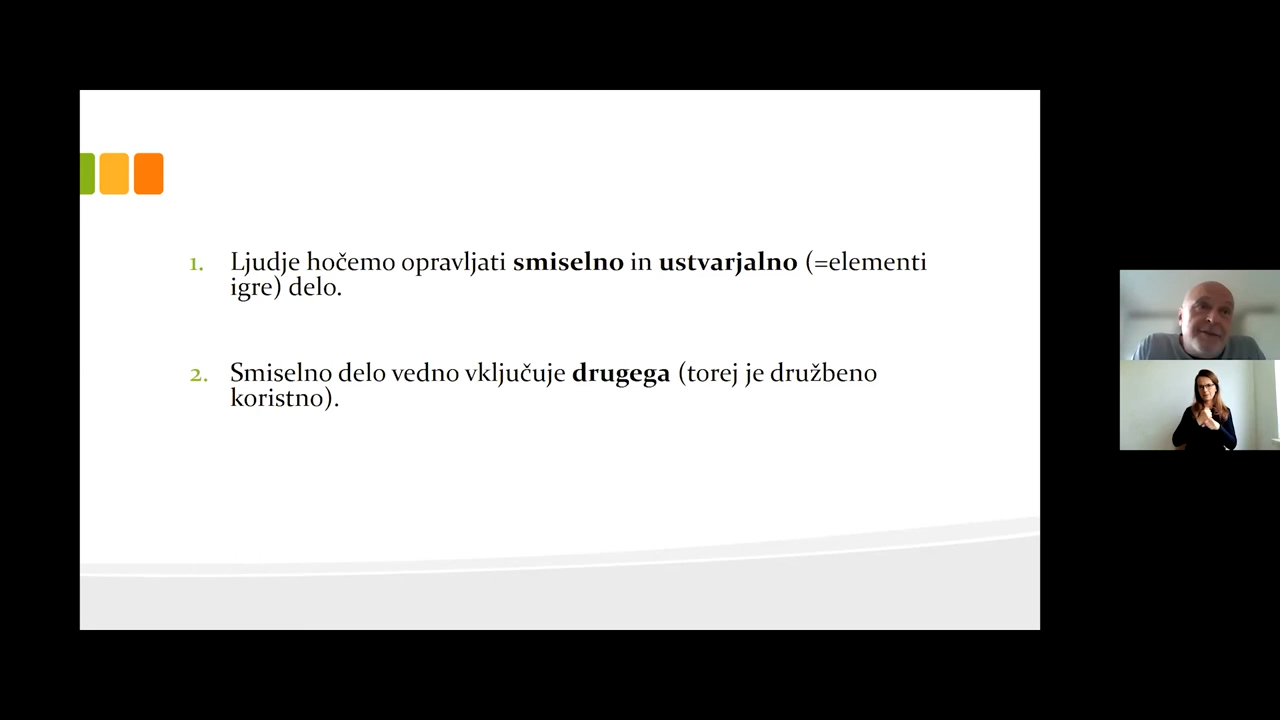 1. Ljudje hočemo opravljati smiselno in ustvarjalno (=elementi
igre) delo.
2. Smiselno delo vedno vključuje drugega (torej je družbeno
koristno).